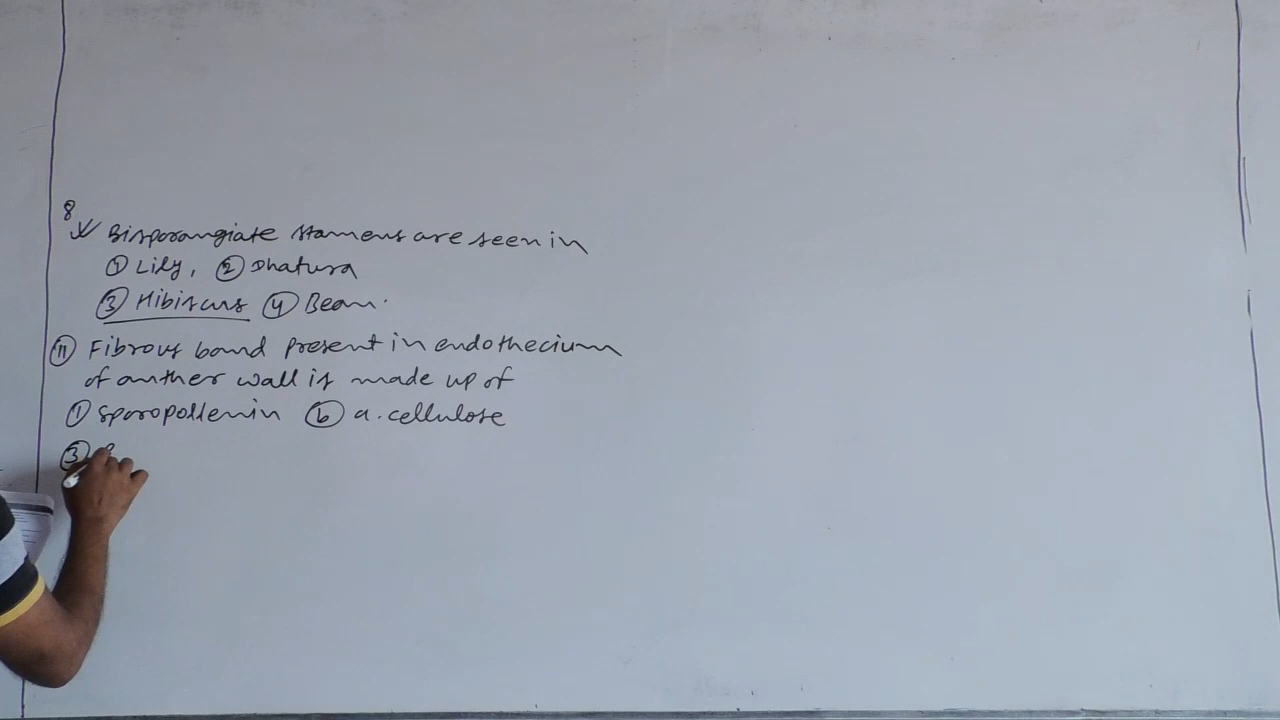 8
Bisporangiate stamens are seen in
① Lily, ② Dhatura
③ Hibiscus ④ Bean.
⑪ Fibrous band present in endothecium
of anther wall is made up of
① Sporopollenin ⓑ a. cellulose
③